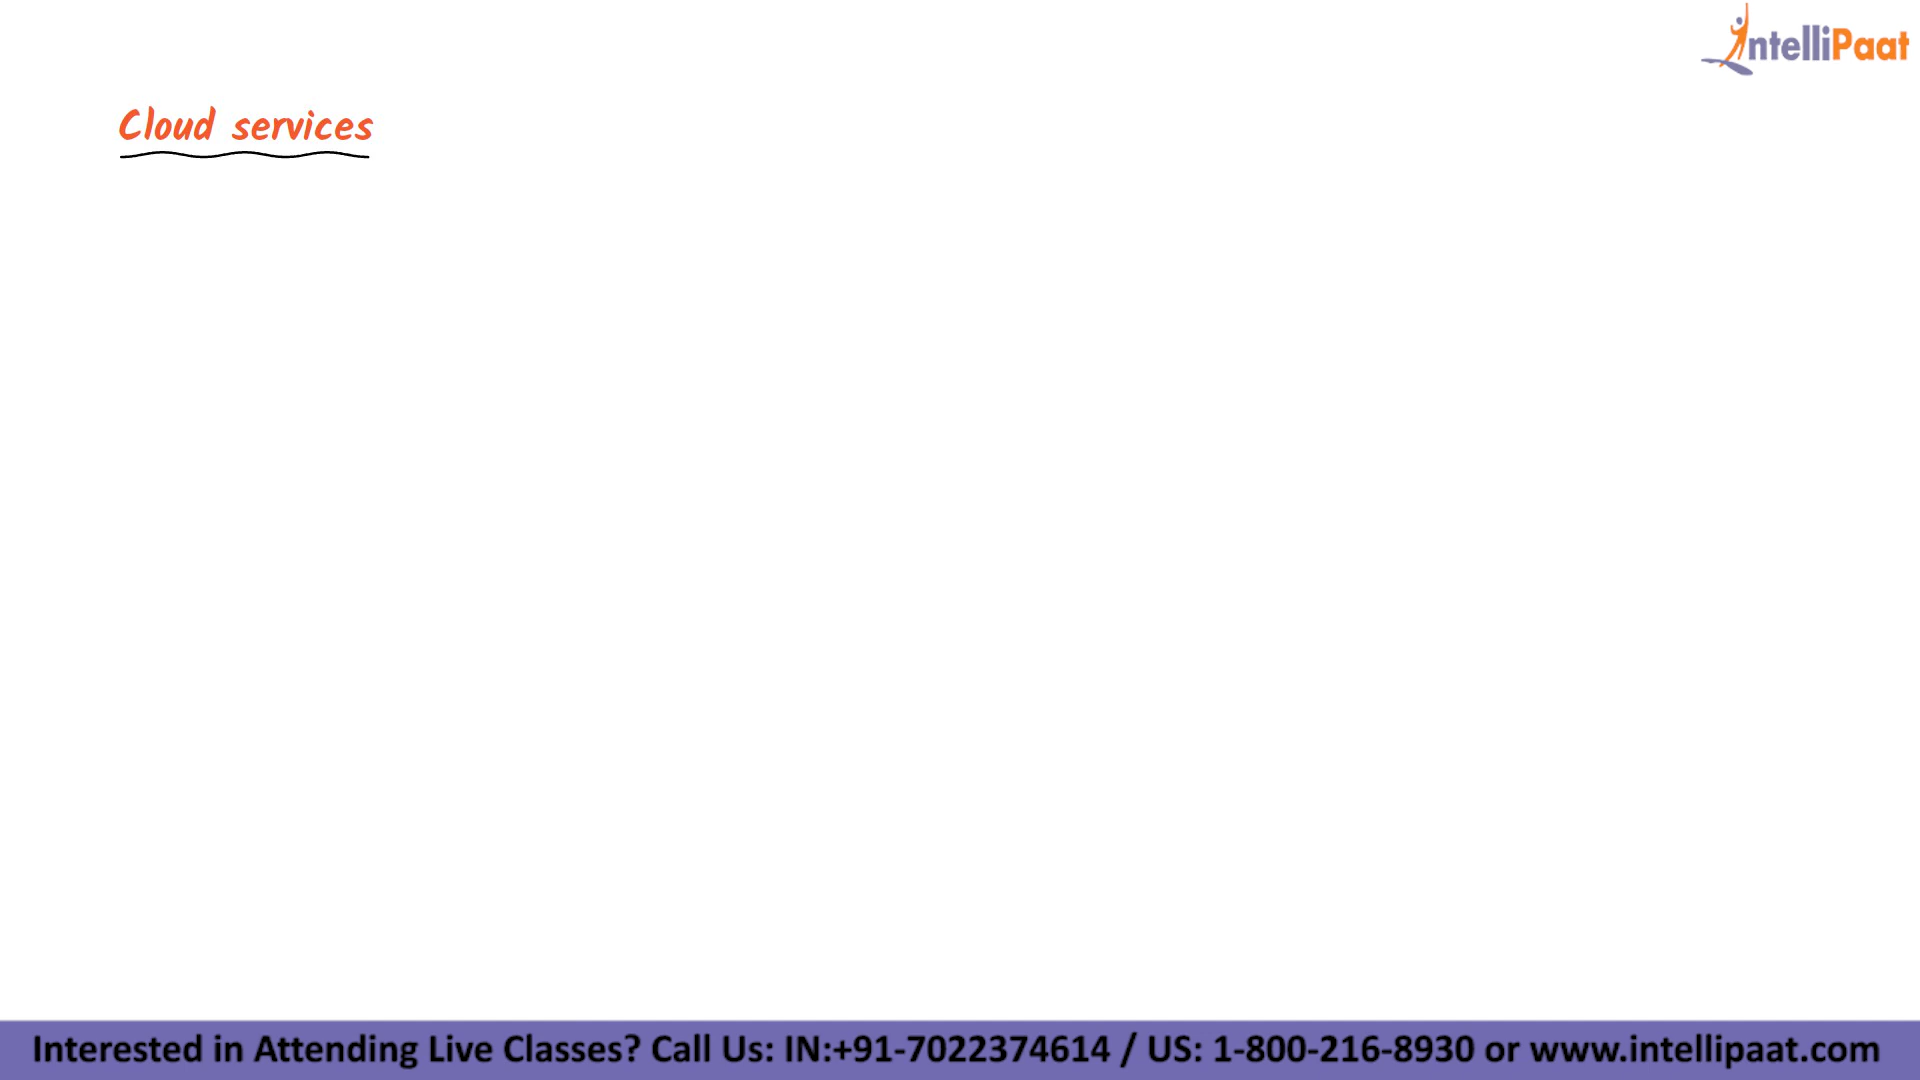 IntelliPaat
Cloud services
Interested in Attending Live Classes? Call Us: IN:+91-7022374614 / US: 1-800-216-8930 or www.intellipaat.com